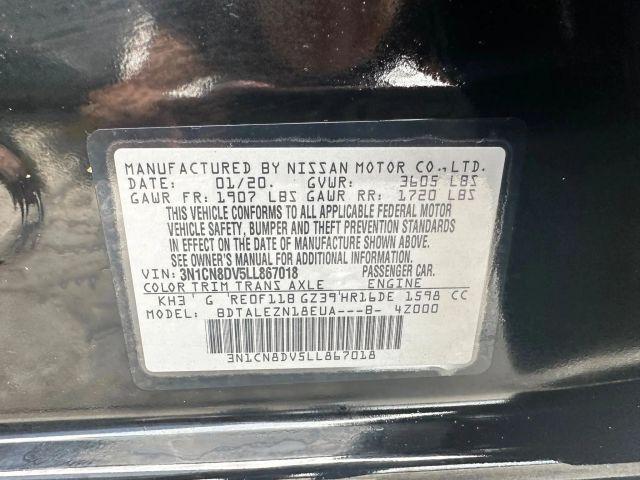 MANUFACTURED BY NISSAN MOTOR CO.,LTD.
DATE: 01/20. GVWR: 3605 LBS
GAWR FR: 1907 LBS GAWR RR: 1720 LBS
THIS VEHICLE CONFORMS TO ALL APPLICABLE FEDERAL MOTOR
VEHICLE SAFETY, BUMPER AND THEFT PREVENTION STANDARDS
IN EFFECT ON THE DATE OF MANUFACTURE SHOWN ABOVE.
SEE OWNER'S MANUAL FOR ADDITIONAL INFORMATION.
VIN: 3N1CN8DV5LL867018 PASSENGER CAR.
COLOR TRIM TRANS AXLE ENGINE
KH3 G RE0F11B GZ39 HR16DE 1598 CC
MODEL: BDTALEZN18EUA---B- 4Z000
3N1CN8DV5LL867018